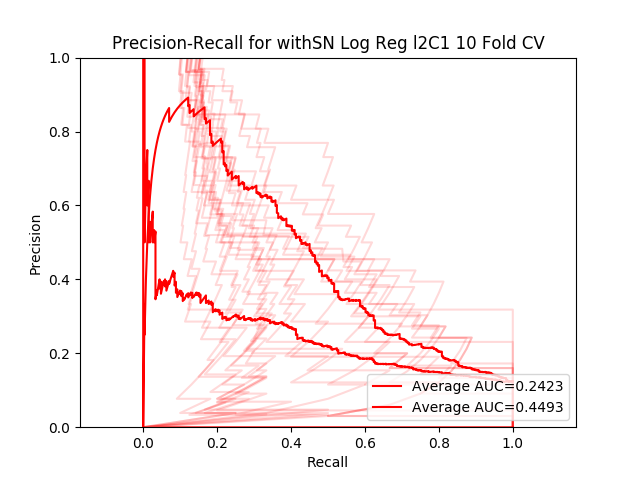 Precision-Recall for withSN Log Reg l2C1 10 Fold CV
1.0
0.8
0.6
0.4
0.2
0.0
Precision
0.0 0.2 0.4 0.6 0.8 1.0
Recall
Average AUC=0.2423
Average AUC=0.4493